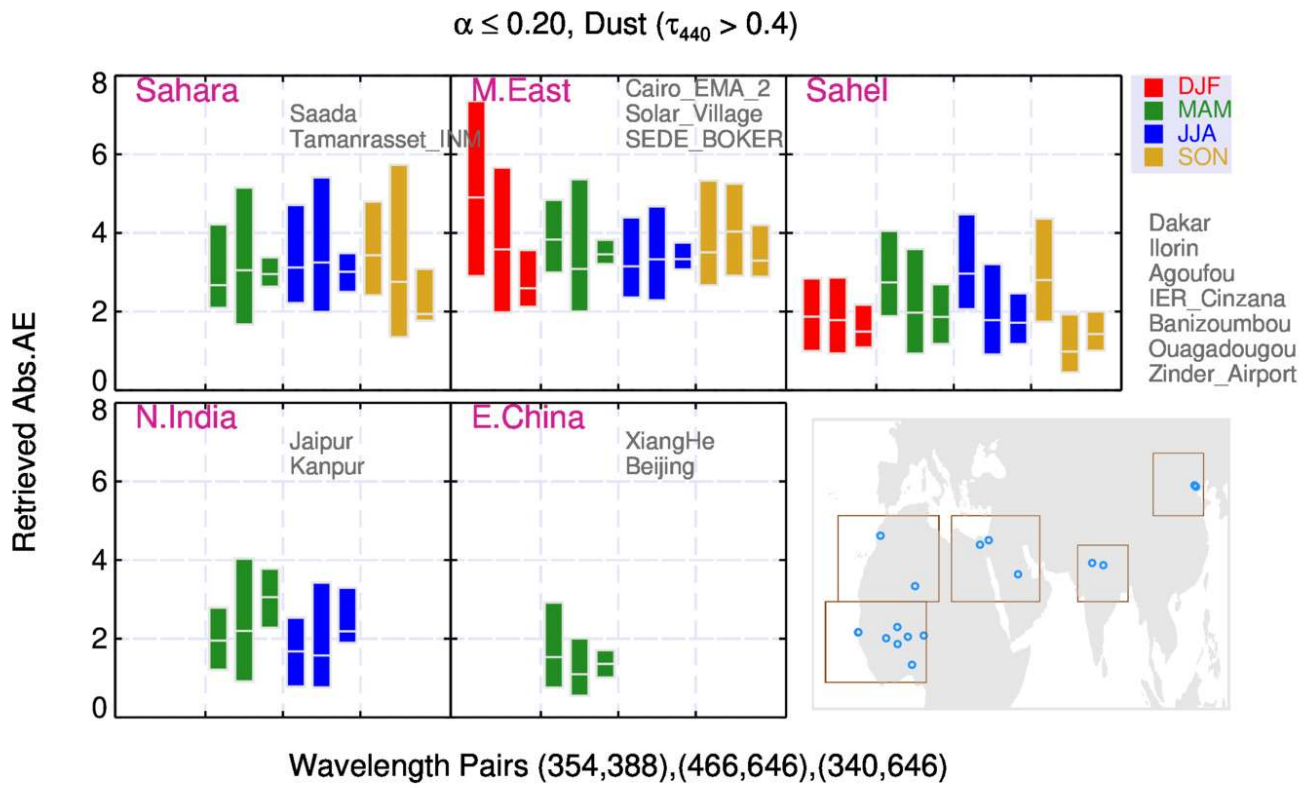 α ≤ 0.20, Dust (τ440 > 0.4)
Retrieved Abs.AE
8
6
4
2
0
Sahara
Saada
Tamanrasset_INM
M.East
Cairo_EMA_2
Solar_Village
SEDE_BOKER
Sahel
DJF
MAM
JJA
SON
Dakar
Ilorin
Agoufou
IER_Cinzana
Banizoumbou
Ouagadougou
Zinder_Airport
8
6
4
2
0
N.India
Jaipur
Kanpur
E.China
XiangHe
Beijing
Wavelength Pairs (354,388),(466,646),(340,646)